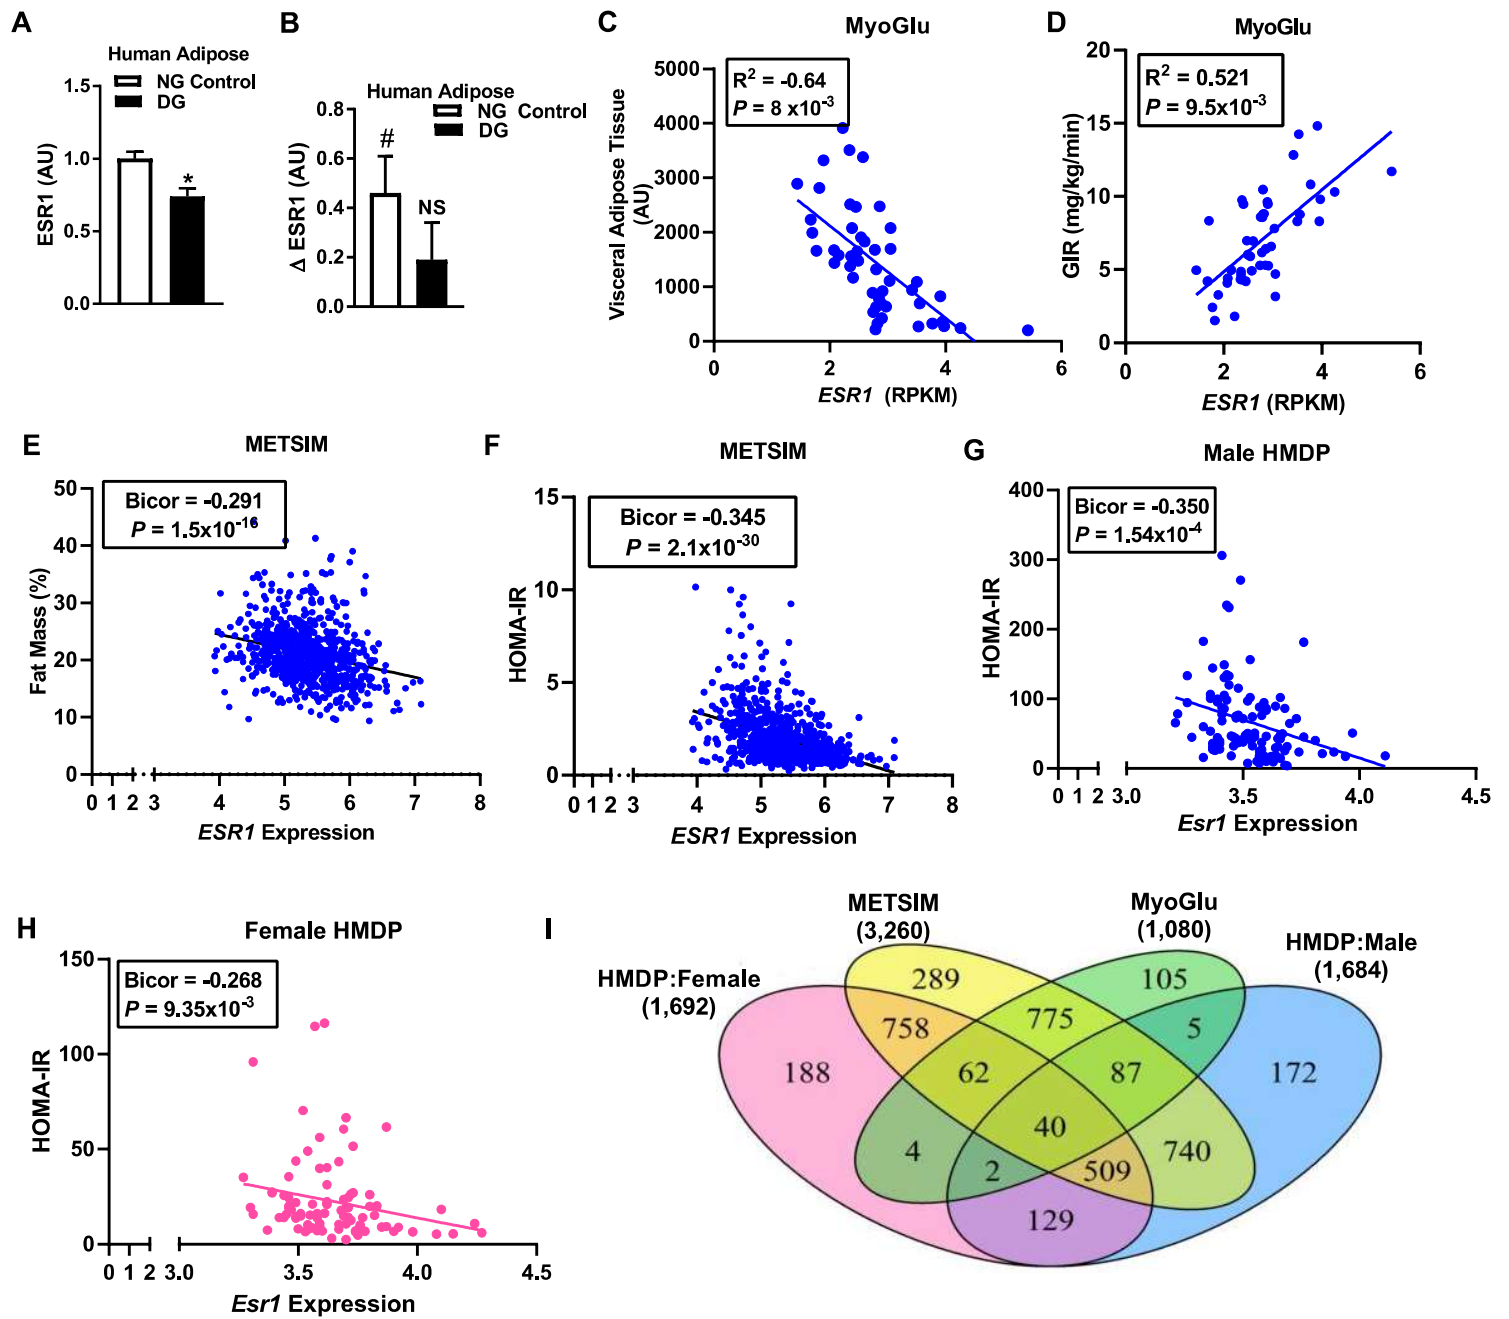 A
Human Adipose
NG Control
DG
1.5
1.0
0.5
0.0
ESR1 (AU)
*
B
Human Adipose
NG Control
DG
0.8
0.6
0.4
0.2
0.0
Δ ESR1 (AU)
#
NS
C
MyoGlu
R² = -0.64
P = 8 x10⁻³
5000
4000
3000
2000
1000
0
Visceral Adipose Tissue
(AU)
0 2 4 6
ESR1 (RPKM)
D
MyoGlu
R² = 0.521
P = 9.5x10⁻³
20
15
10
5
0
GIR (mg/kg/min)
0 2 4 6
ESR1 (RPKM)
E
METSIM
Bicor = -0.291
P = 1.5x10⁻¹⁶
50
40
30
20
10
0
Fat Mass (%)
0 1 2 3 4 5 6 7 8
ESR1 Expression
F
METSIM
Bicor = -0.345
P = 2.1x10⁻³⁰
15
10
5
0
HOMA-IR
0 1 2 3 4 5 6 7 8
ESR1 Expression
G
Male HMDP
Bicor = -0.350
P = 1.54x10⁻⁴
400
300
200
100
0
HOMA-IR
0 1 2 3.0 3.5 4.0 4.5
Esr1 Expression
H
Female HMDP
Bicor = -0.268
P = 9.35x10⁻³
150
100
50
0
HOMA-IR
0 1 2 3.0 3.5 4.0 4.5
Esr1 Expression
I
METSIM
(3,260)
MyoGlu
(1,080)
HMDP:Female
(1,692)
HMDP:Male
(1,684)
289
105
758
775
5
188
62
87
172
40
4
2
509
740
129